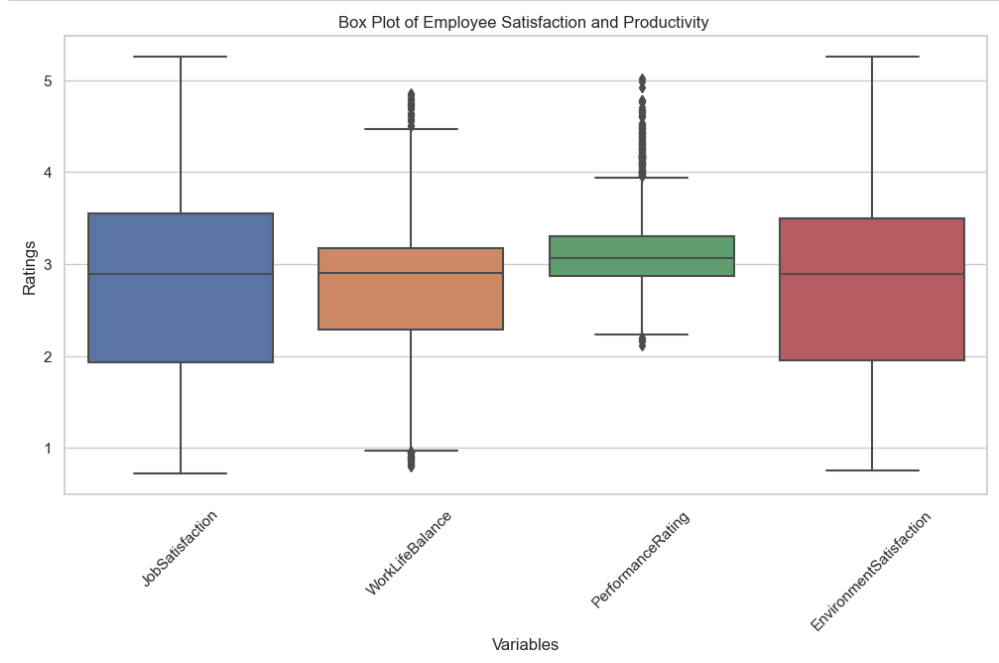 Box Plot of Employee Satisfaction and Productivity
Ratings
5
4
3
2
1
JobSatisfaction
WorkLifeBalance
PerformanceRating
EnvironmentSatisfaction
Variables